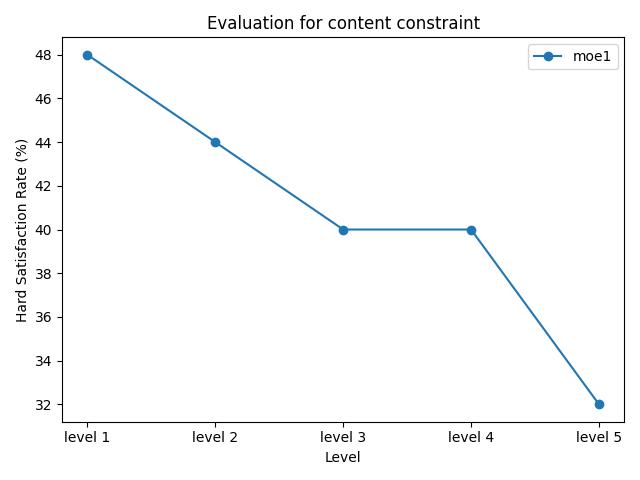 Evaluation for content constraint
moe1
Hard Satisfaction Rate (%)
48
46
44
42
40
38
36
34
32
level 1
level 2
level 3
level 4
level 5
Level